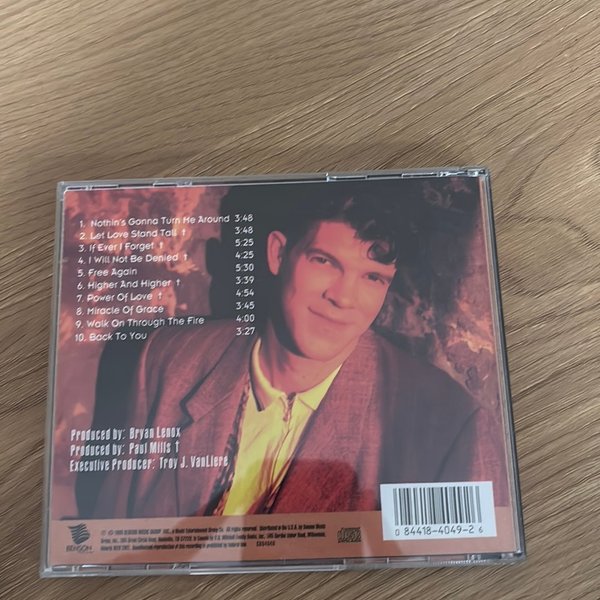 1. Nothin's Gonna Turn Me Around 3:48
2. Let Love Stand Tall † 3:48
3. If Ever I Forget † 5:25
4. I Will Not Be Denied † 4:25
5. Free Again 5:30
6. Higher And Higher † 3:39
7. Power Of Love † 4:54
8. Miracle Of Grace 3:45
9. Walk On Through The Fire 4:00
10. Back To You 3:27
Produced by: Bryan Lenox
Produced by: Paul Mills †
Executive Producer: Troy J. VanLiere
BENSON
0 84418-4049-2 6